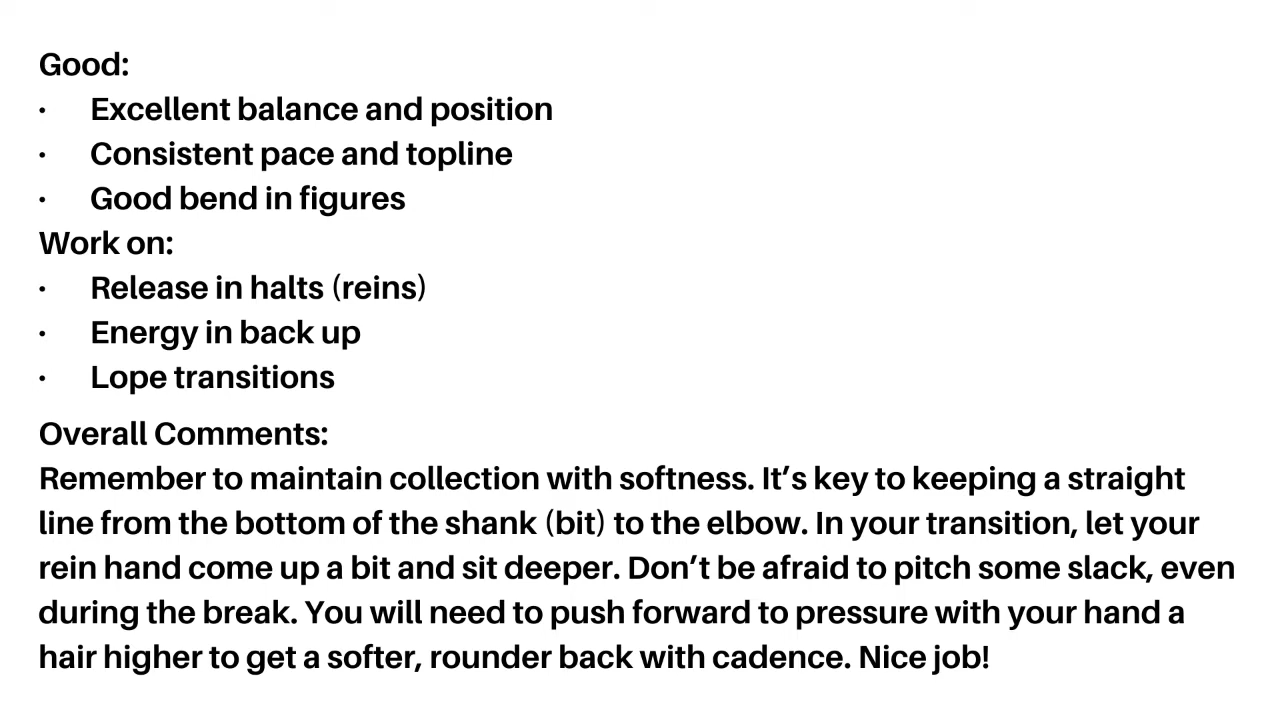 Good:
· Excellent balance and position
· Consistent pace and topline
· Good bend in figures
Work on:
· Release in halts (reins)
· Energy in back up
· Lope transitions
Overall Comments:
Remember to maintain collection with softness. It’s key to keeping a straight
line from the bottom of the shank (bit) to the elbow. In your transition, let your
rein hand come up a bit and sit deeper. Don’t be afraid to pitch some slack, even
during the break. You will need to push forward to pressure with your hand a
hair higher to get a softer, rounder back with cadence. Nice job!